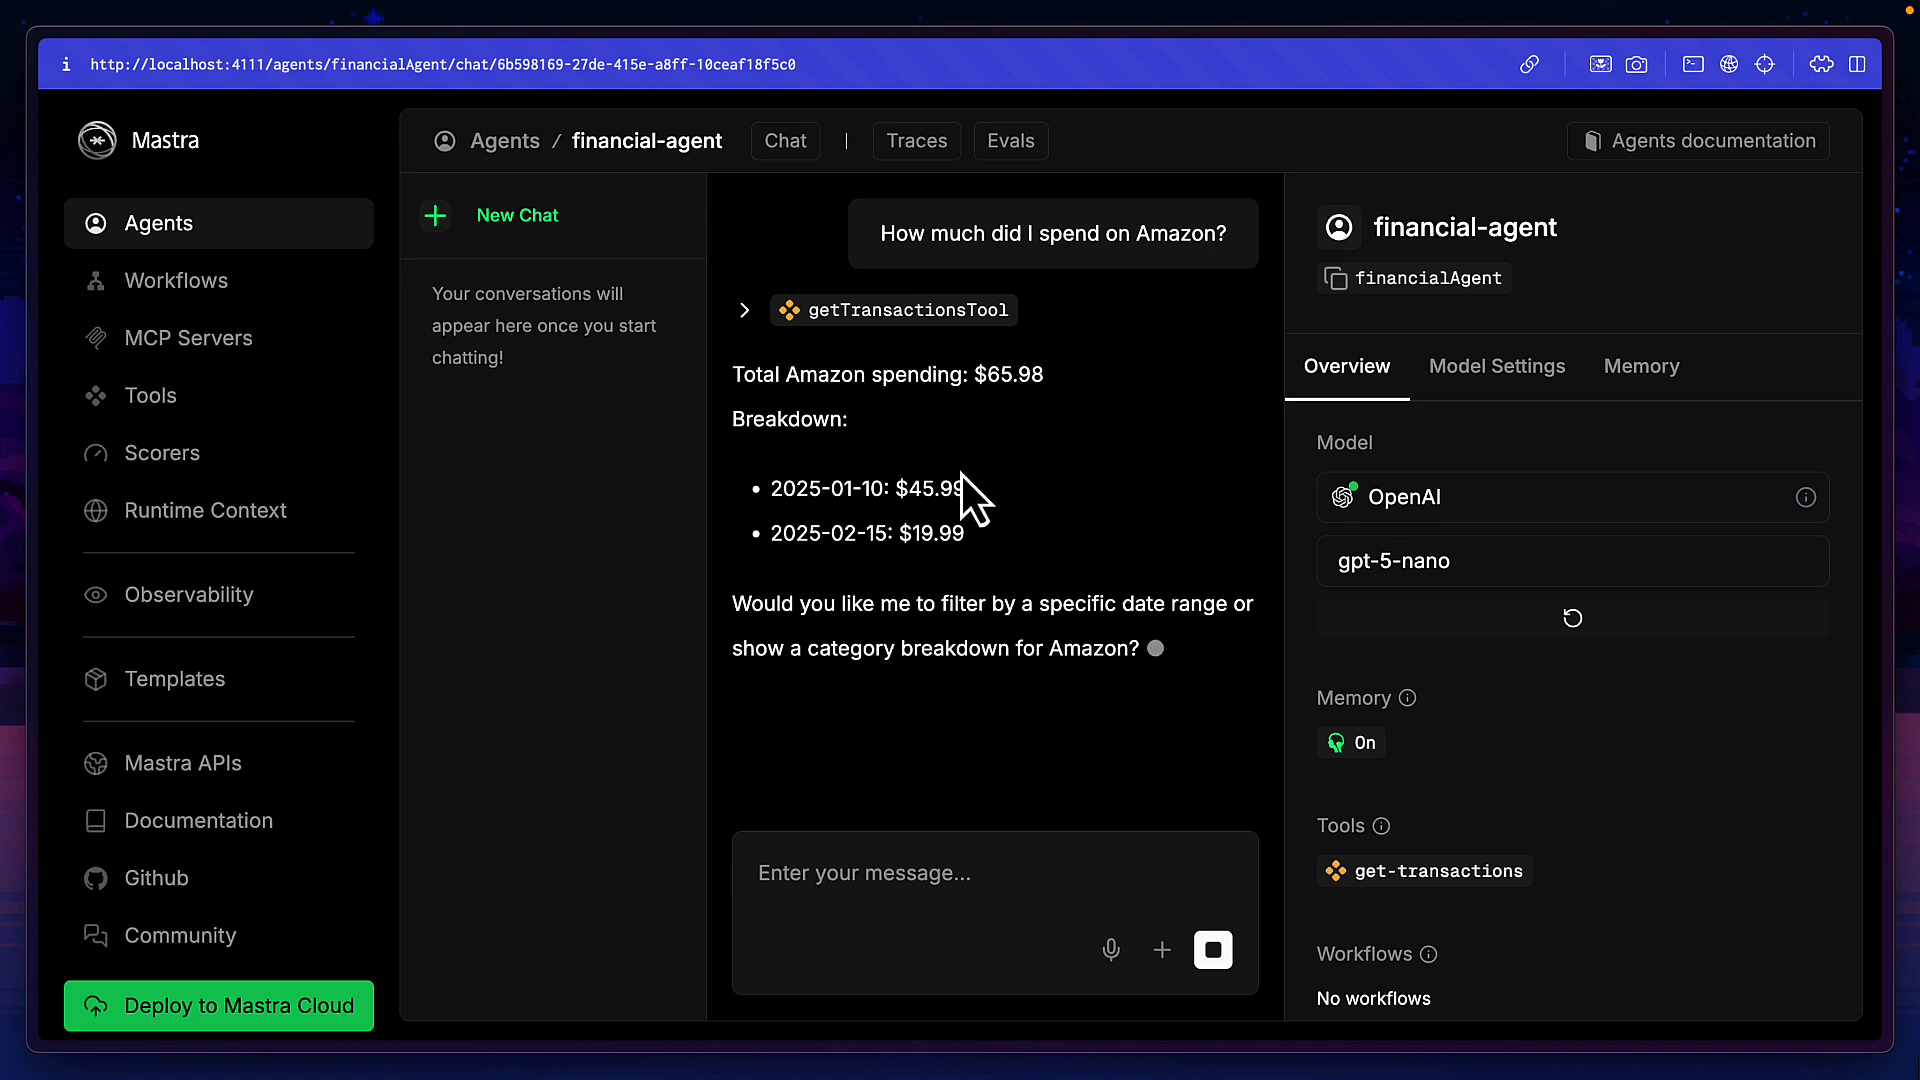 i http://localhost:4111/agents/financialAgent/chat/6b598169-27de-415e-a8ff-10ceaf18f5c0
Mastra
Agents
Workflows
MCP Servers
Tools
Scorers
Runtime Context
Observability
Templates
Mastra APIs
Documentation
Github
Community
Deploy to Mastra Cloud
Agents / financial-agent
Chat
Traces
Evals
Agents documentation
New Chat
Your conversations will
appear here once you start
chatting!
How much did I spend on Amazon?
getTransactionsTool
Total Amazon spending: $65.98
Breakdown:
• 2025-01-10: $45.99
• 2025-02-15: $19.99
Would you like me to filter by a specific date range or
show a category breakdown for Amazon?
Enter your message...
financial-agent
financialAgent
Overview
Model Settings
Memory
Model
OpenAI
gpt-5-nano
Memory
On
Tools
get-transactions
Workflows
No workflows